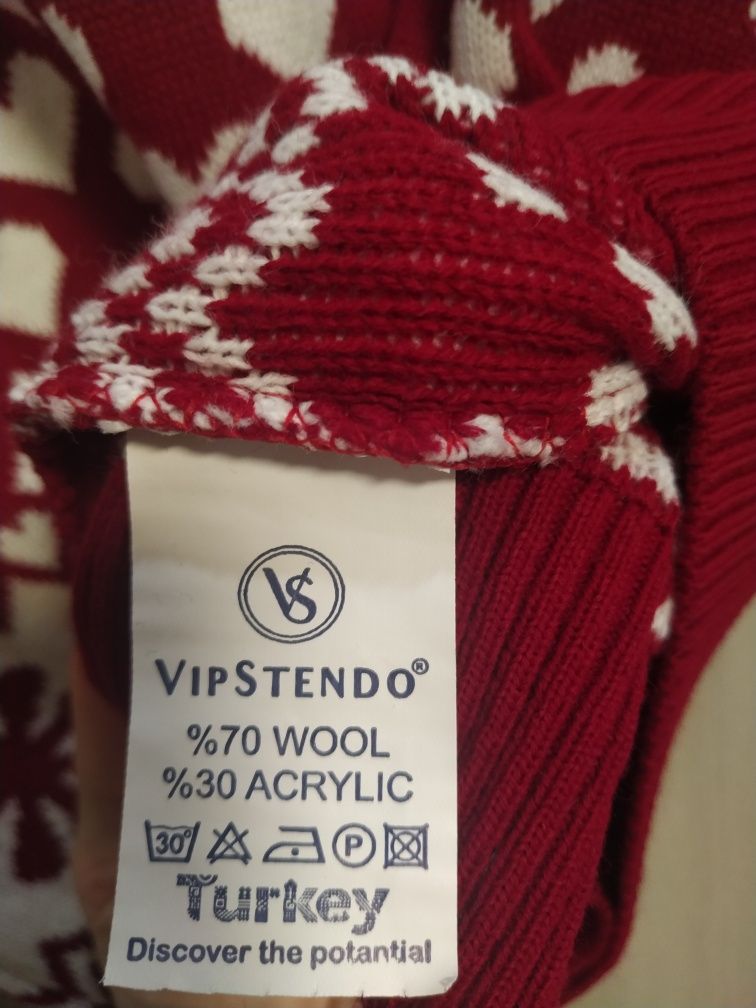 VS
VIPSTENDO®
%70 WOOL
%30 ACRYLIC
30° P
Turkey
Discover the potantial